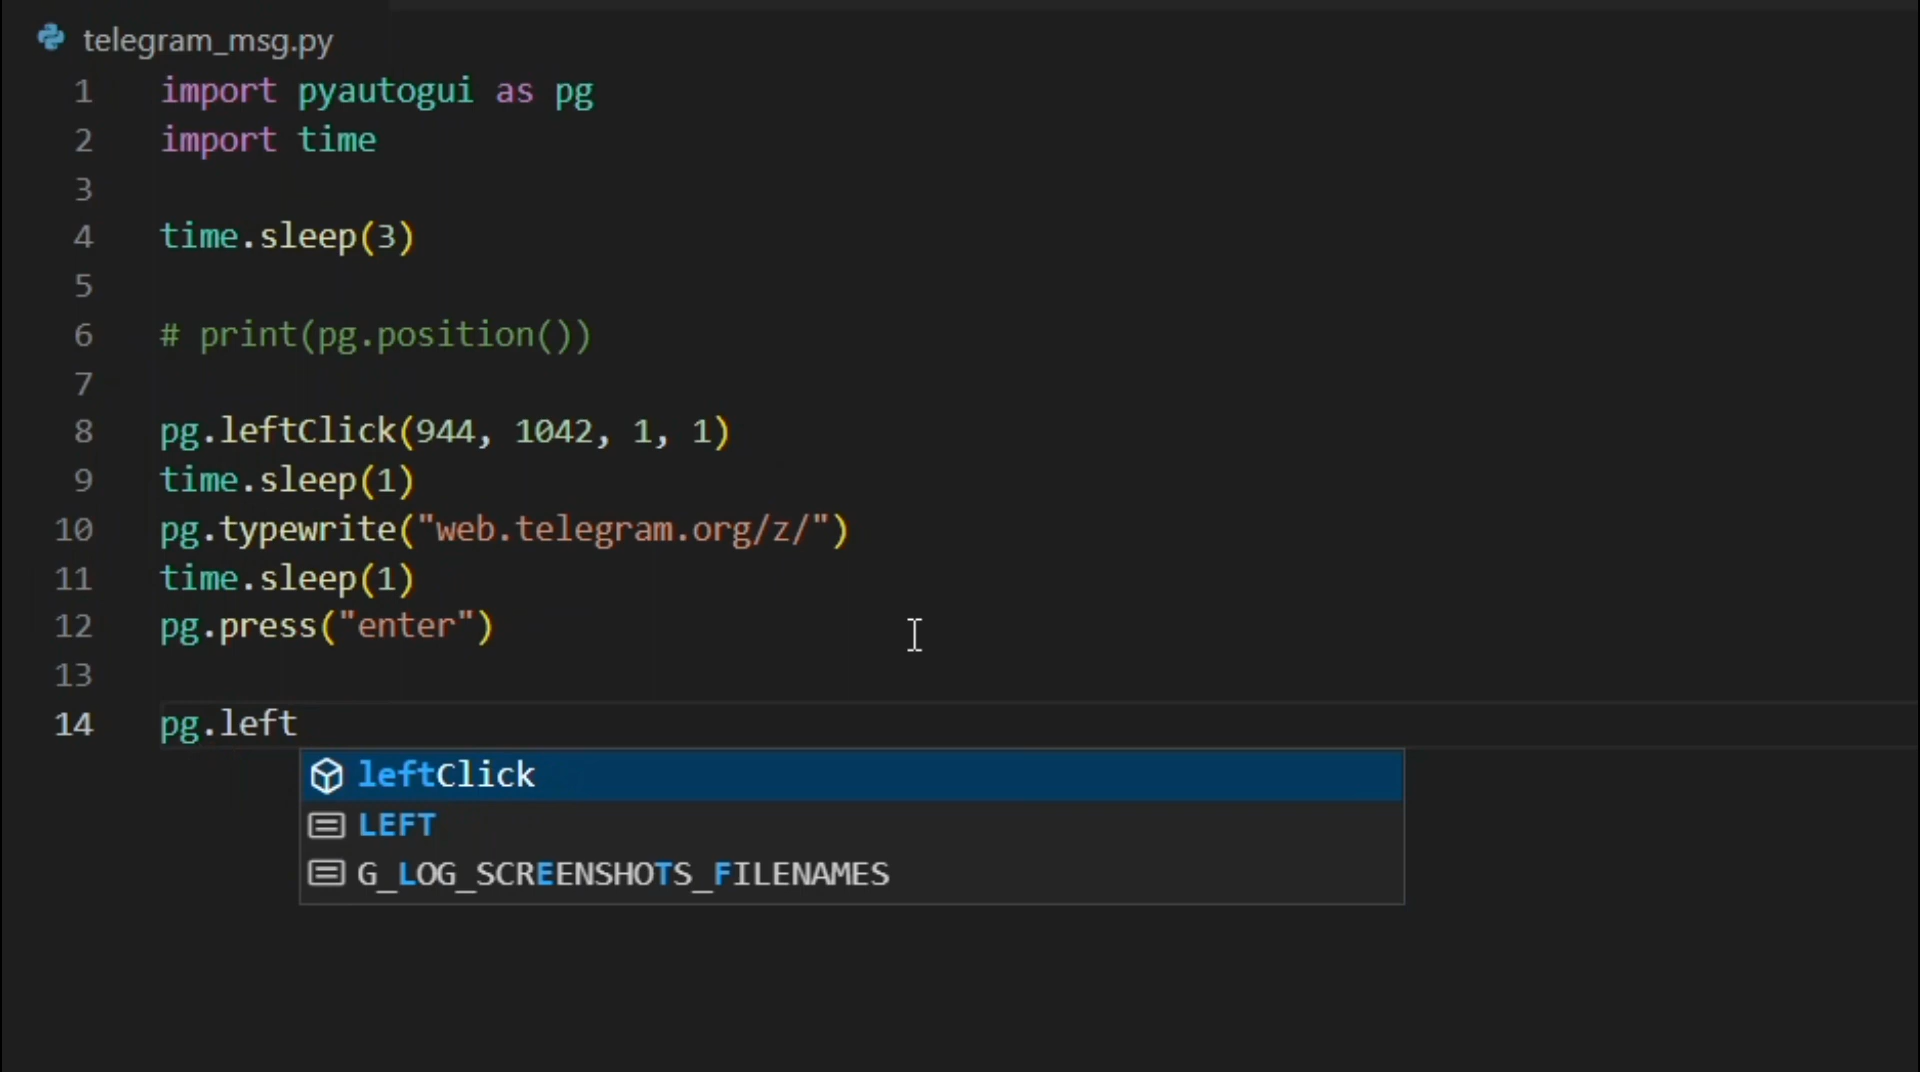 telegram_msg.py
1 import pyautogui as pg
2 import time
3
4 time.sleep(3)
5
6 # print(pg.position())
7
8 pg.leftClick(944, 1042, 1, 1)
9 time.sleep(1)
10 pg.typewrite("web.telegram.org/z/")
11 time.sleep(1)
12 pg.press("enter")
13
14 pg.left
leftClick
LEFT
G_LOG_SCREENSHOTS_FILENAMES